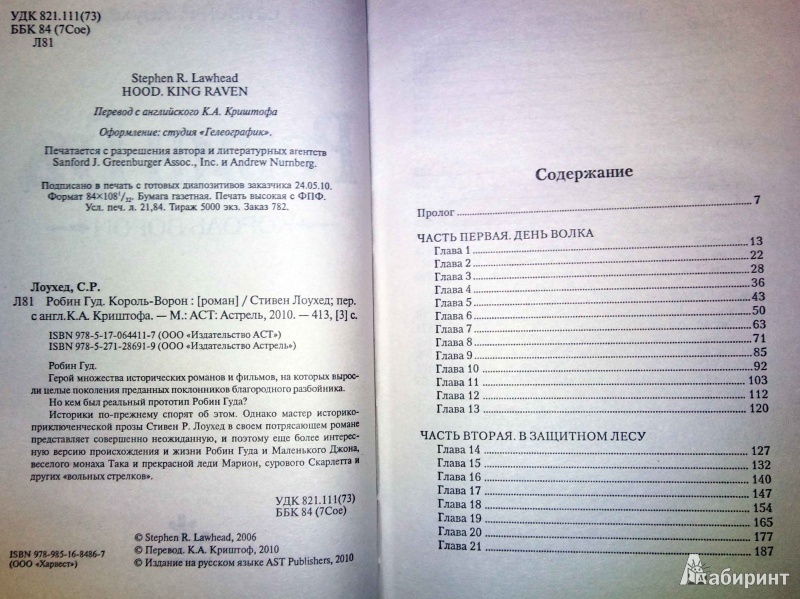 УДК 821.111(73)
ББК 84 (7Сое)
Л81
Stephen R. Lawhead
HOOD. KING RAVEN
Перевод с английского К.А. Криштофа
Оформление: студия «Гелеографик».
Печатается с разрешения автора и литературных агентств
Sanford J. Greenburger Assoc., Inc. и Andrew Nurnberg.
Подписано в печать с готовых диапозитивов заказчика 24.05.10.
Формат 84×108¹/₃₂. Бумага газетная. Печать высокая с ФПФ.
Усл. печ. л. 21,84. Тираж 5000 экз. Заказ 782.
Лоухед, С.Р.
Л81 Робин Гуд. Король-Ворон : [роман] / Стивен Лоухед; пер.
с англ. К.А. Криштофа. — М.: АСТ: Астрель, 2010. — 413, [3] с.
ISBN 978-5-17-064411-7 (ООО «Издательство АСТ»)
ISBN 978-5-271-28691-9 (ООО «Издательство Астрель»)
Робин Гуд.
Герой множества исторических романов и фильмов, на которых вырос-
ли целые поколения преданных поклонников благородного разбойника.
Но кем был реальный прототип Робин Гуда?
Историки по-прежнему спорят об этом. Однако мастер историко-
приключенческой прозы Стивен Р. Лоухед в своем потрясающем романе
представляет совершенно неожиданную, и поэтому еще более интерес-
ную версию происхождения и жизни Робин Гуда и Маленького Джона,
веселого монаха Така и прекрасной леди Марион, сурового Скарлетта и
других «вольных стрелков».
УДК 821.111(73)
ББК 84 (7Сое)
© Stephen R. Lawhead, 2006
ISBN 978-985-16-8486-7 © Перевод. К.А. Криштоф, 2010
(ООО «Харвест») © Издание на русском языке AST Publishers, 2010
Содержание
Пролог 7
ЧАСТЬ ПЕРВАЯ. ДЕНЬ ВОЛКА
Глава 1 13
Глава 2 22
Глава 3 28
Глава 4 36
Глава 5 43
Глава 6 50
Глава 7 63
Глава 8 71
Глава 9 85
Глава 10 92
Глава 11 103
Глава 12 112
Глава 13 120
ЧАСТЬ ВТОРАЯ. В ЗАЩИТНОМ ЛЕСУ
Глава 14 127
Глава 15 132
Глава 16 140
Глава 17 147
Глава 18 154
Глава 19 165
Глава 20 177
Глава 21 187
Лабиринт